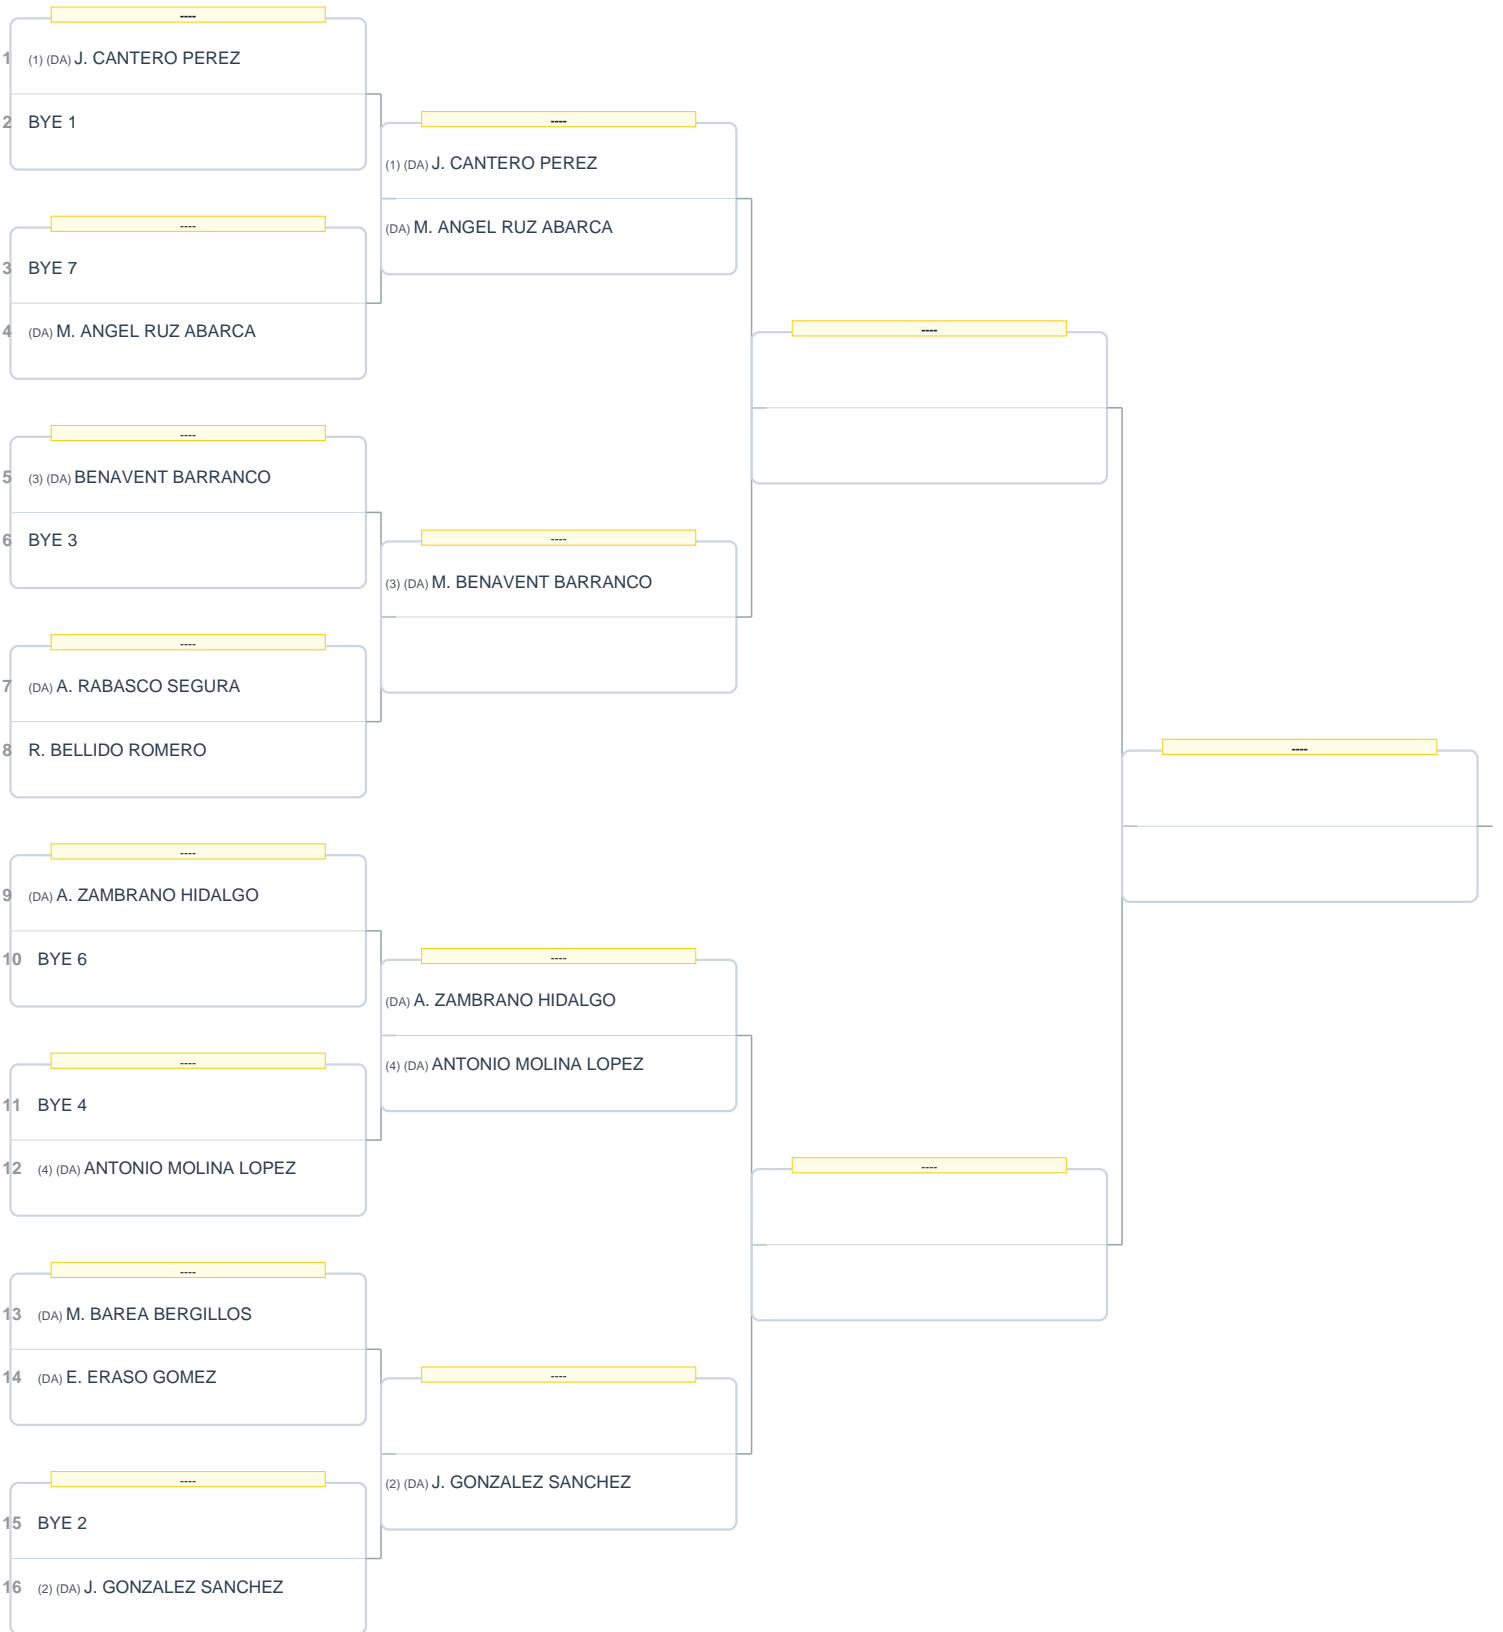 ----
1 (1) (DA) J. CANTERO PEREZ
2 BYE 1
----
3 BYE 7
4 (DA) M. ANGEL RUZ ABARCA
----
5 (3) (DA) BENAVENT BARRANCO
6 BYE 3
----
7 (DA) A. RABASCO SEGURA
8 R. BELLIDO ROMERO
----
9 (DA) A. ZAMBRANO HIDALGO
10 BYE 6
----
11 BYE 4
12 (4) (DA) ANTONIO MOLINA LOPEZ
----
13 (DA) M. BAREA BERGILLOS
14 (DA) E. ERASO GOMEZ
----
15 BYE 2
16 (2) (DA) J. GONZALEZ SANCHEZ
----
(1) (DA) J. CANTERO PEREZ
(DA) M. ANGEL RUZ ABARCA
----
(3) (DA) M. BENAVENT BARRANCO
----
(DA) A. ZAMBRANO HIDALGO
(4) (DA) ANTONIO MOLINA LOPEZ
----
(2) (DA) J. GONZALEZ SANCHEZ
----
----
----